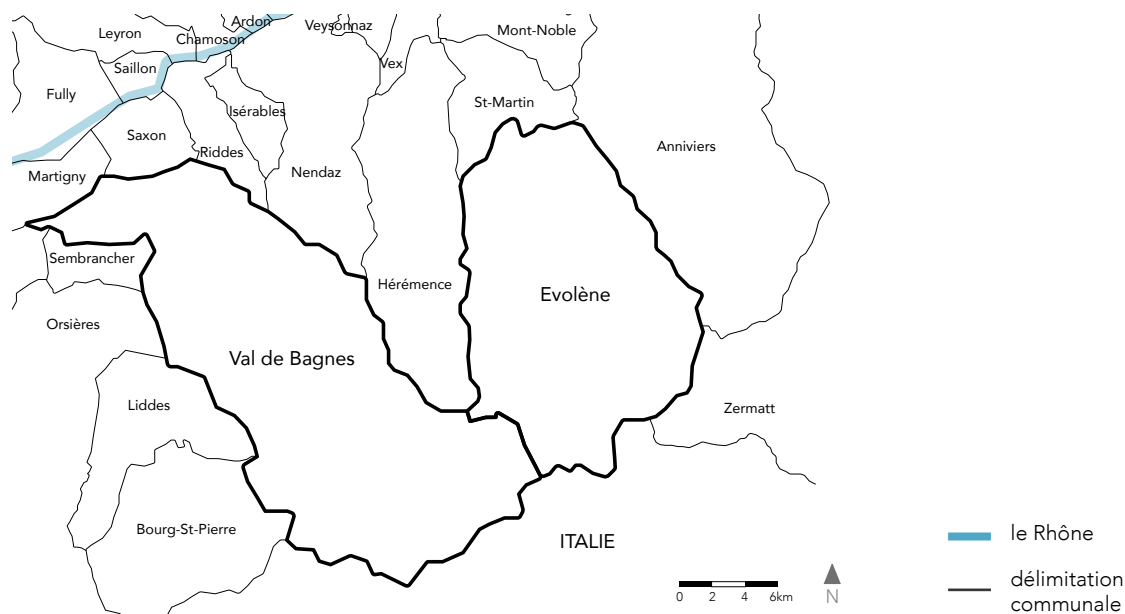 Ardon
Veysonnaz
Leyron
Chamoson
Mont-Noble
Saillon
Vex
Fully
St-Martin
Isérables
Saxon
Riddes
Anniviers
Martigny
Nendaz
Sembrancher
Hérémence
Evolène
Orsières
Val de Bagnes
Liddes
Zermatt
Bourg-St-Pierre
ITALIE
le Rhône
délimitation
communale
0 2 4 6km
N